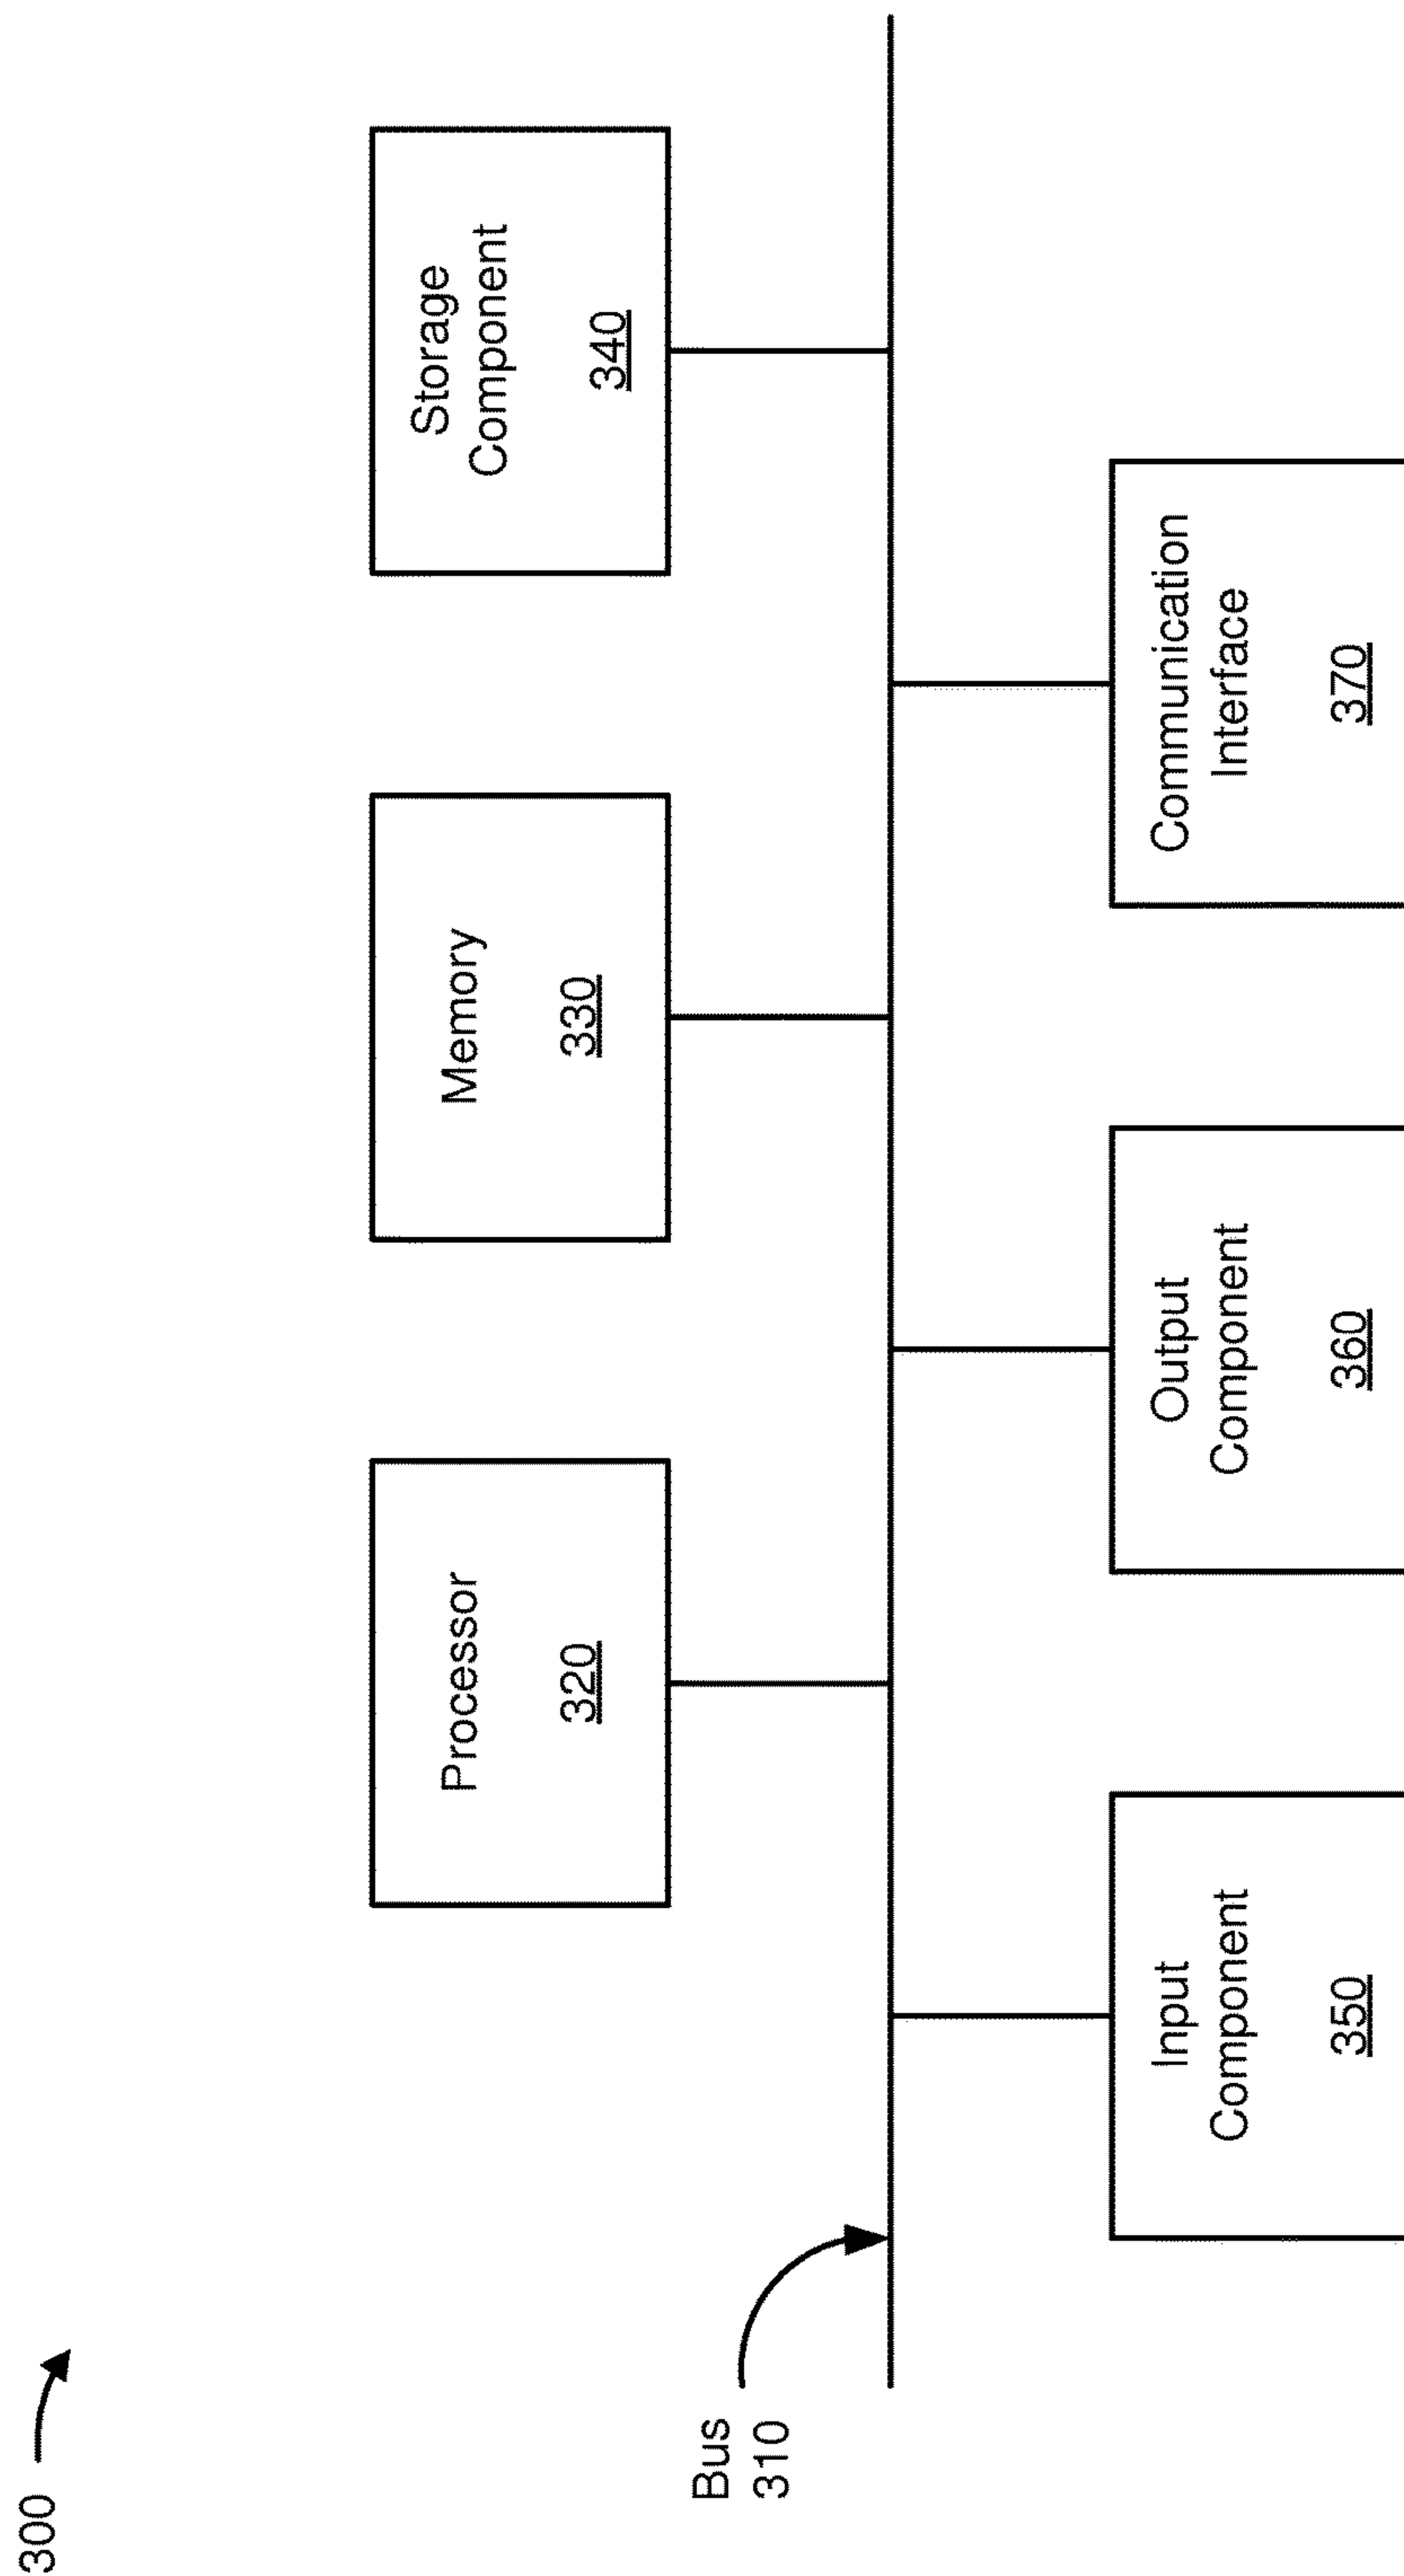 300
Bus
310
Processor
320
Memory
330
Storage
Component
340
Input
Component
350
Output
Component
360
Communication
Interface
370